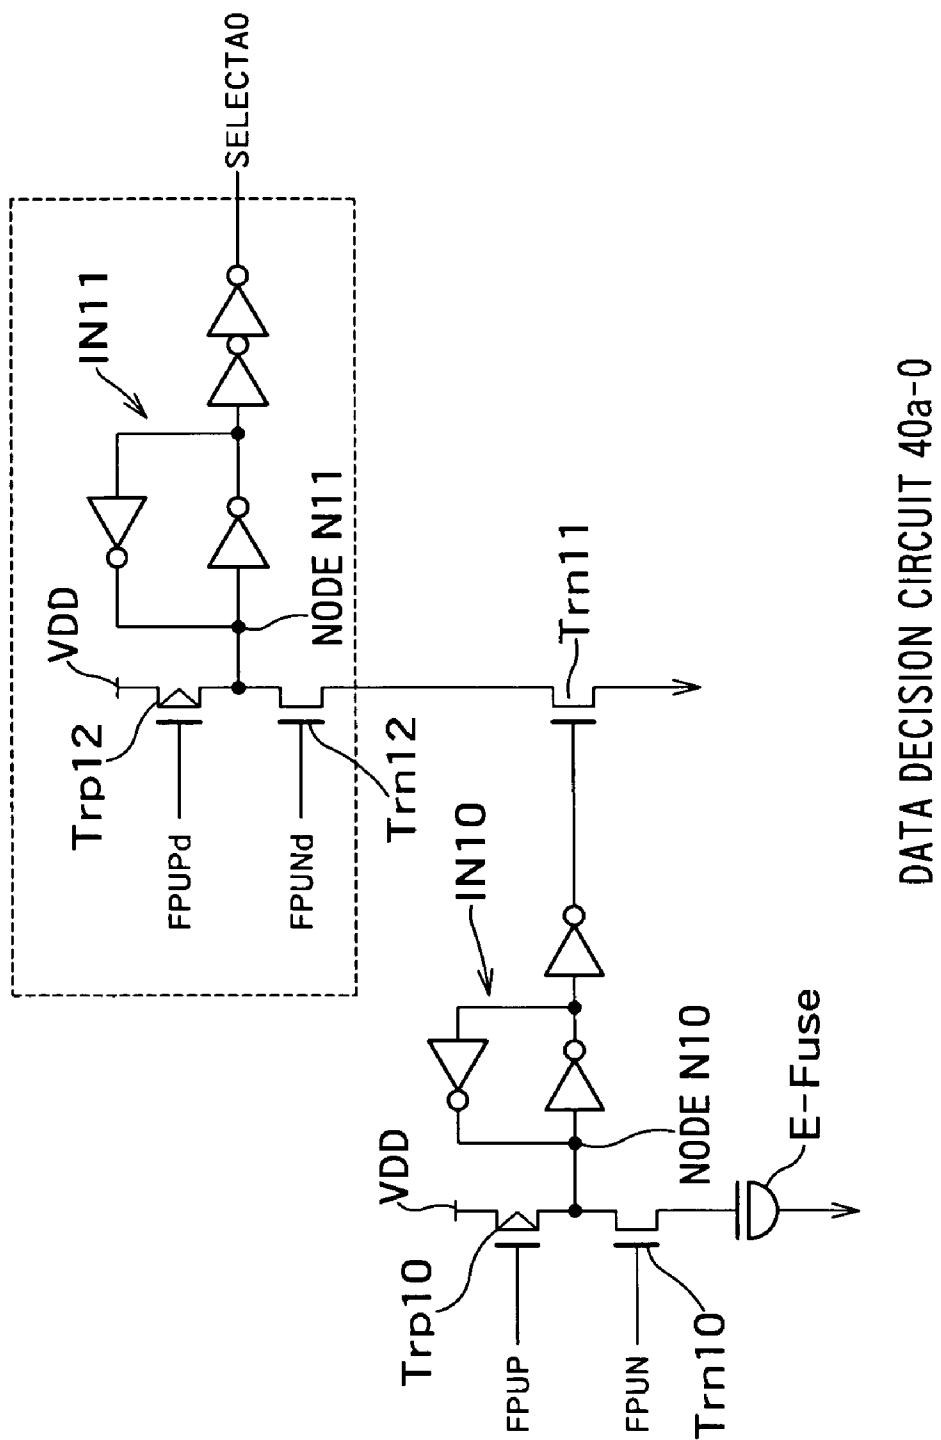 SELECTA0
IN11
VDD
NODE N11
Trp12
FPUPd
FPUNd
Trn12
Trn11
IN10
VDD
NODE N10
Trp10
FPUP
FPUN
Trn10
E-Fuse
DATA DECISION CIRCUIT 40a-0